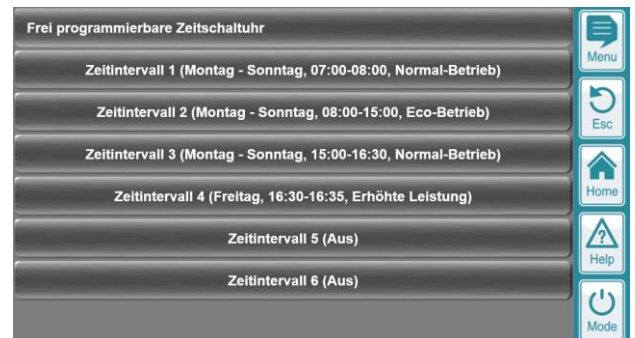 Frei programmierbare Zeitschaltuhr
Zeitintervall 1 (Montag - Sonntag, 07:00-08:00, Normal-Betrieb)
Zeitintervall 2 (Montag - Sonntag, 08:00-15:00, Eco-Betrieb)
Zeitintervall 3 (Montag - Sonntag, 15:00-16:30, Normal-Betrieb)
Zeitintervall 4 (Freitag, 16:30-16:35, Erhöhte Leistung)
Zeitintervall 5 (Aus)
Zeitintervall 6 (Aus)
Menu
Esc
Home
?
Help
Mode